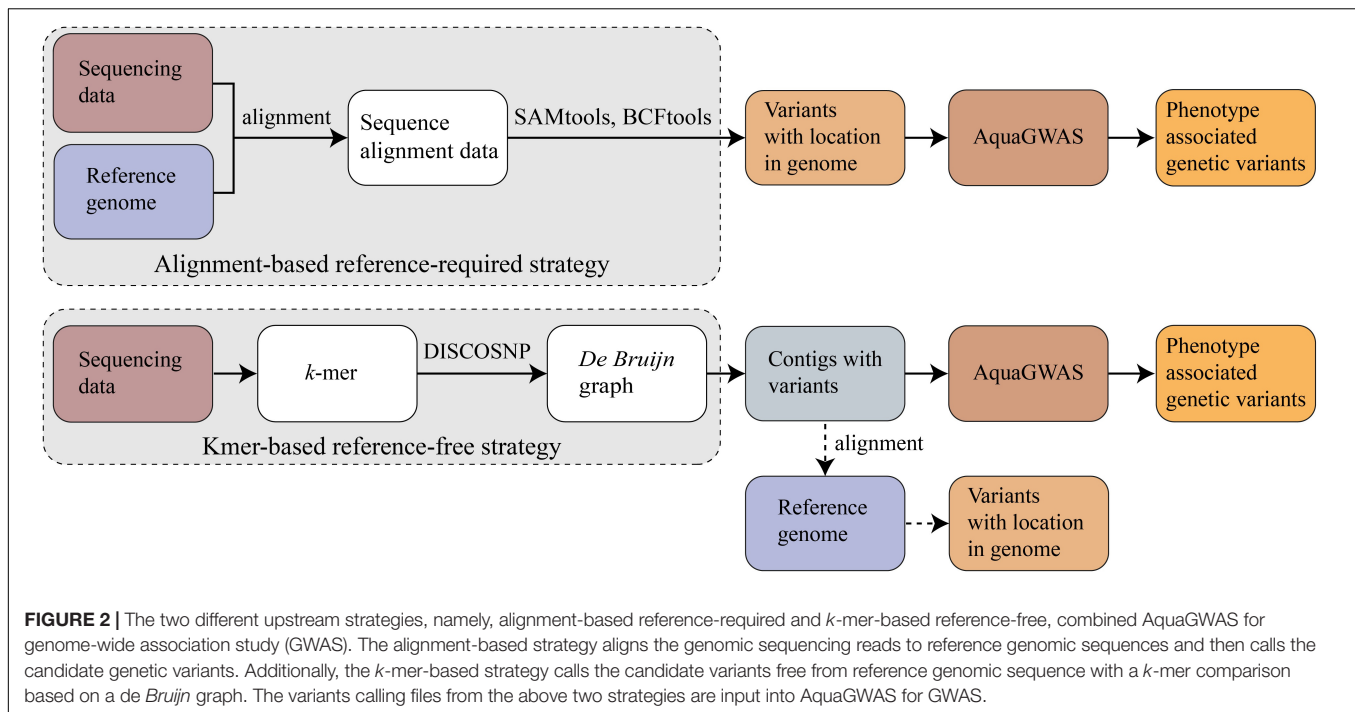 Sequencing
data
Reference
genome
alignment
Sequence
alignment data
SAMtools, BCFtools
Variants
with location
in genome
AquaGWAS
Phenotype
associated
genetic variants
Alignment-based reference-required strategy
Sequencing
data
k-mer
DISCOSNP
De Bruijn
graph
Contigs with
variants
AquaGWAS
Phenotype
associated
genetic variants
Kmer-based reference-free strategy
alignment
Reference
genome
Variants
with location
in genome
FIGURE 2 | The two different upstream strategies, namely, alignment-based reference-required and k-mer-based reference-free, combined AquaGWAS for
genome-wide association study (GWAS). The alignment-based strategy aligns the genomic sequencing reads to reference genomic sequences and then calls the
candidate genetic variants. Additionally, the k-mer-based strategy calls the candidate variants free from reference genomic sequence with a k-mer comparison
based on a de Bruijn graph. The variants calling files from the above two strategies are input into AquaGWAS for GWAS.